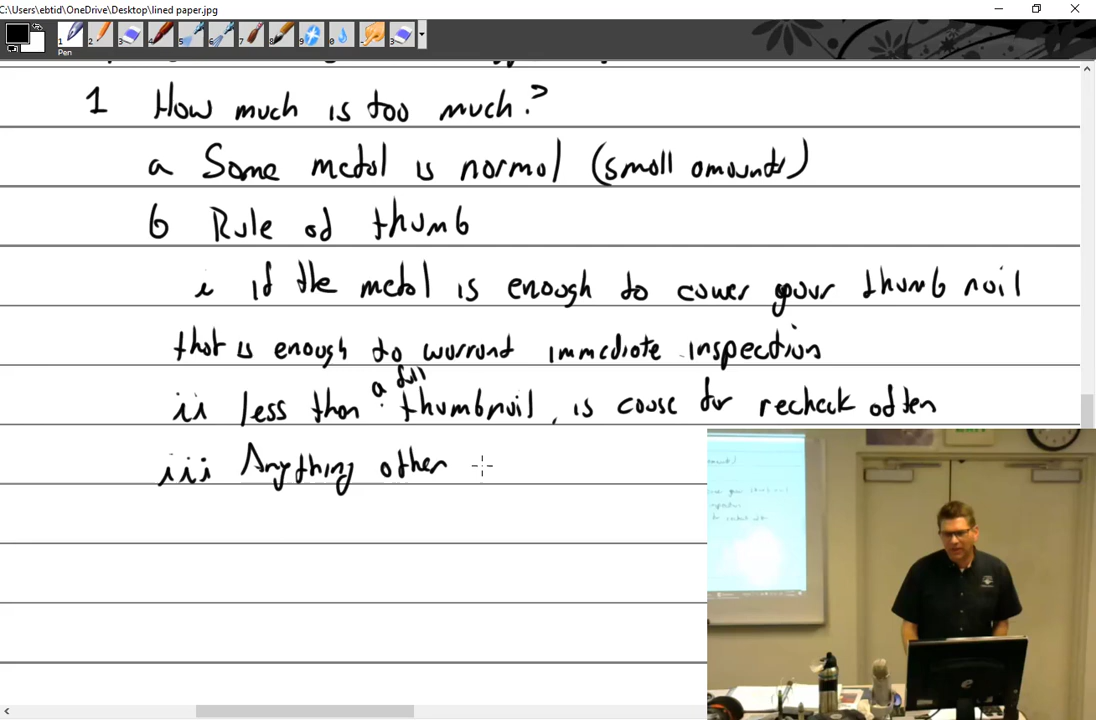 C:\Users\ebtid\OneDrive\Desktop\lined paper.jpg
Pen
1 How much is too much?
a Some metal is normal (small amounts)
b Rule of thumb
i if the metal is enough to cover your thumb nail
that is enough to warrant immediate inspection
a full
ii less than thumbnail, is cause for recheck often
iii Anything other